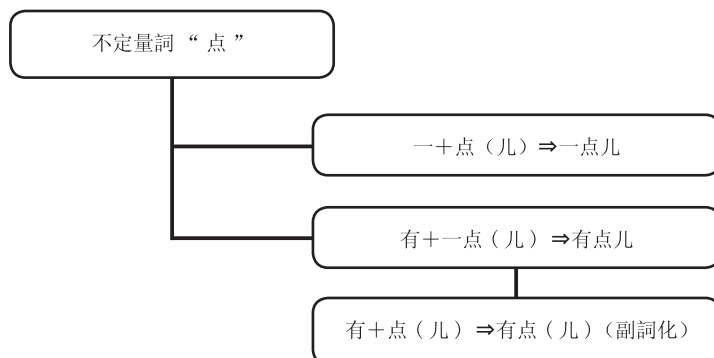 不定量詞 “ 点 ”
一＋点（儿）⇒一点儿
有＋一点 ( 儿 ) ⇒有点儿
有＋点 ( 儿 ) ⇒有点 ( 儿 )（副詞化）